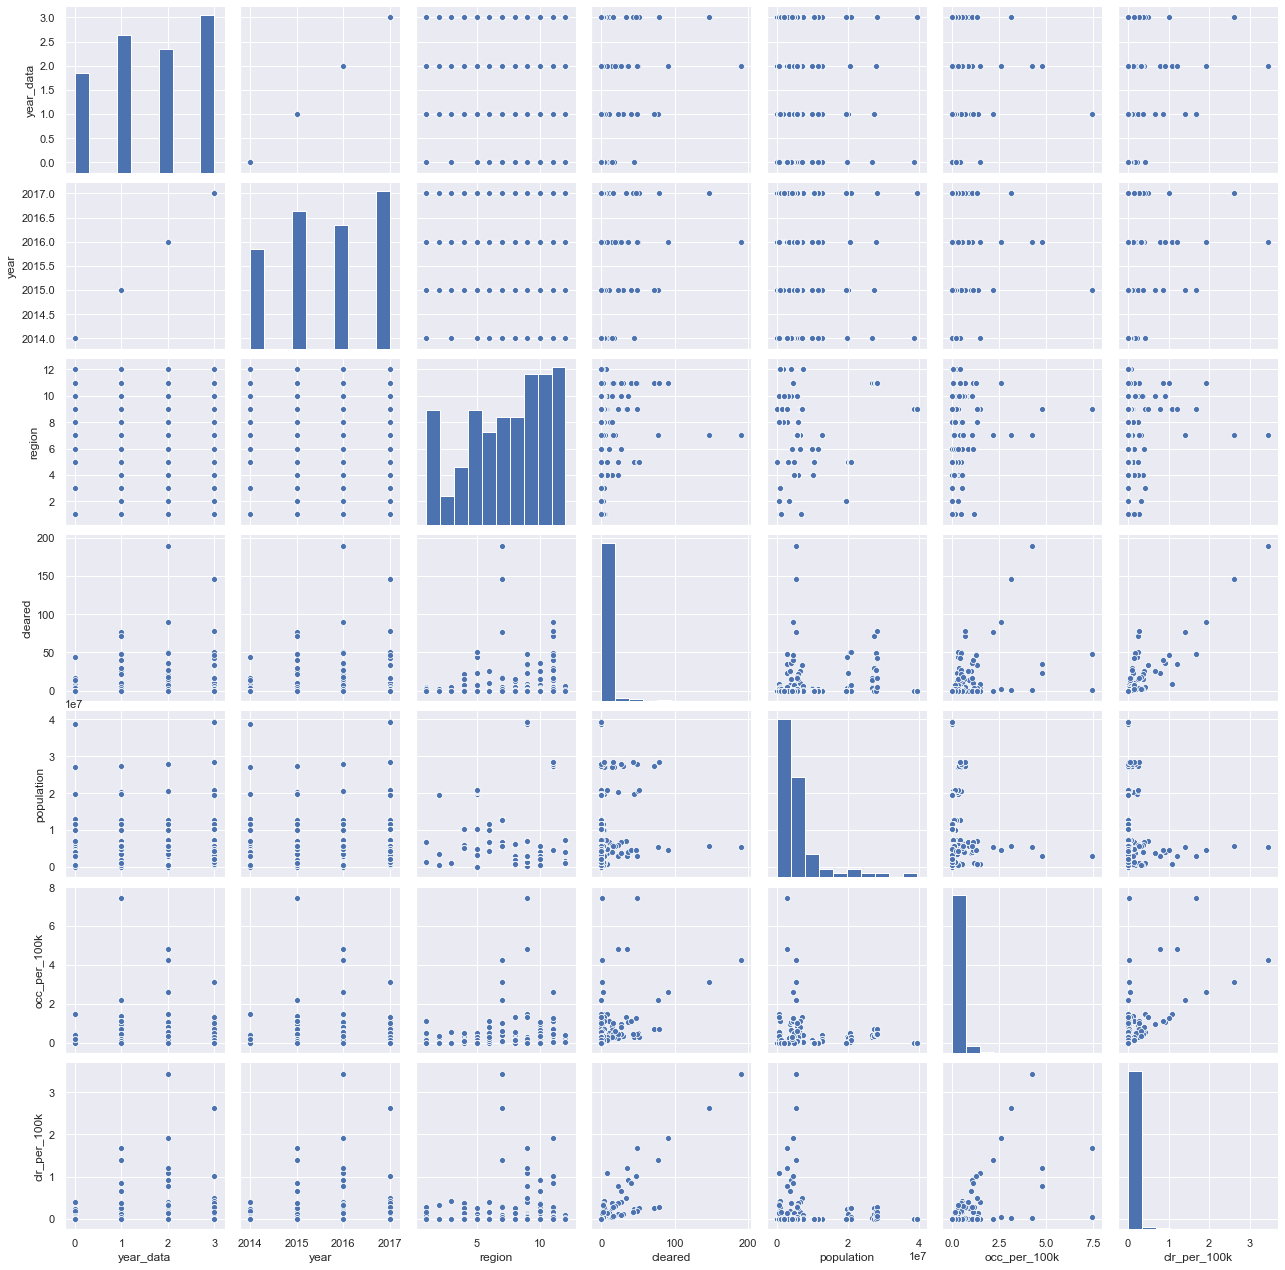 3.0
2.5
2.0
1.5
1.0
0.5
0.0
year_data
2017.0
2016.5
2016.0
2015.5
2015.0
2014.5
2014.0
year
12
10
8
6
4
2
region
200
150
100
50
0
cleared
1e7
4
3
2
1
0
population
8
6
4
2
0
occ_per_100k
3
2
1
0
clr_per_100k
0 1 2 3
year_data
2014 2015 2016 2017
year
5 10
region
0 100 200
cleared
0 2 4
1e7
population
0.0 2.5 5.0 7.5
occ_per_100k
0 1 2 3
clr_per_100k